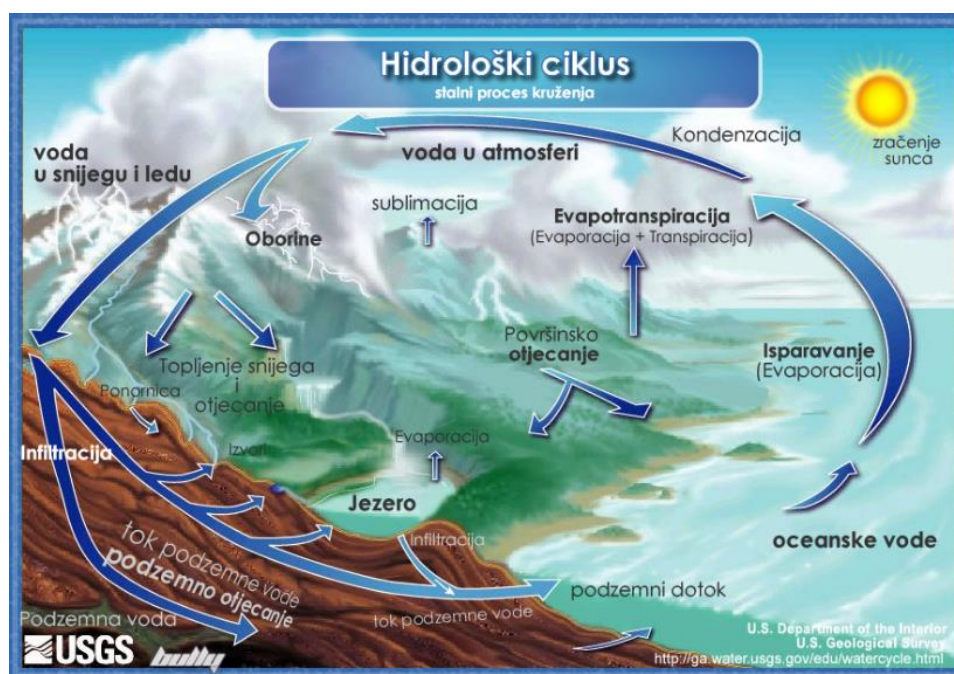 Hidrološki ciklus
stalni proces kruženja
zračenje
sunca
Kondenzacija
voda u atmosferi
voda
u snijegu i ledu
sublimacija
Oborine
Evapotranspiracija
(Evaporacija + Transpiracija)
Površinsko
otjecanje
Isparavanje
(Evaporacija)
Topljenje snijega
i
otjecanje
Ponornica
Infiltracija
Izvori
Evaporacija
Jezero
Infiltracija
oceanske vode
tok podzemne vode
podzemno otjecanje
tok podzemne vode
podzemni dotok
Podzemna voda
USGS
bully
U.S. Department of the Interior
U.S. Geological Survey
http://ga.water.usgs.gov/edu/watercycle.html